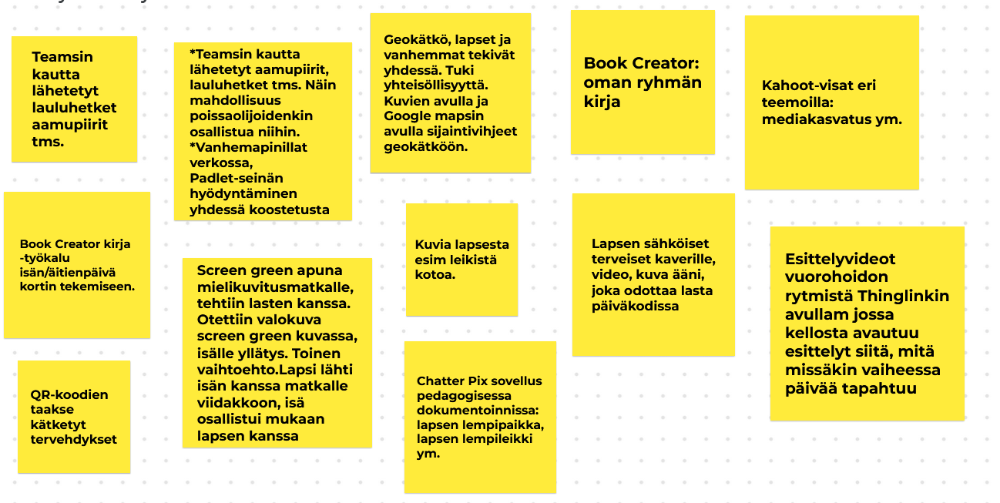 Teamsin
kautta
lähetetyt
lauluhetket
aamupiirit
tms.
*Teamsin kautta
lähetetyt aamupiirit,
lauluhetket tms. Näin
mahdollisuus
poissaolijoidenkin
osallistua niihin.
*Vanhemapinillat
verkossa,
Padlet-seinän
hyödyntäminen
yhdessä koostetusta
Geokätkö, lapset ja
vanhemmat tekivät
yhdessä. Tuki
yhteisöllisyyttä.
Kuvien avulla ja
Google mapsin
avulla sijaintivihjeet
geokätköön.
Book Creator:
oman ryhmän
kirja
Kahoot-visat eri
teemoilla:
mediakasvatus ym.
Book Creator kirja
-työkalu
isän/äitienpäivä
kortin tekemiseen.
Screen green apuna
mielikuvitusmatkalle,
tehtiin lasten kanssa.
Otettiin valokuva
screen green kuvassa,
isälle yllätys. Toinen
vaihtoehto.Lapsi lähti
isän kanssa matkalle
viidakkoon, isä
osallistui mukaan
lapsen kanssa
Kuvia lapsesta
esim leikistä
kotoa.
Lapsen sähköiset
terveiset kaverille,
video, kuva ääni,
joka odottaa lasta
päiväkodissa
Esittelyvideot
vuorohoidon
rytmistä Thinglinkin
avullam jossa
kellosta avautuu
esittelyt siitä, mitä
missäkin vaiheessa
päivää tapahtuu
QR-koodien
taakse
kätketyt
tervehdykset
Chatter Pix sovellus
pedagogisessa
dokumentoinnissa:
lapsen lempipaikka,
lapsen lempileikki
ym.